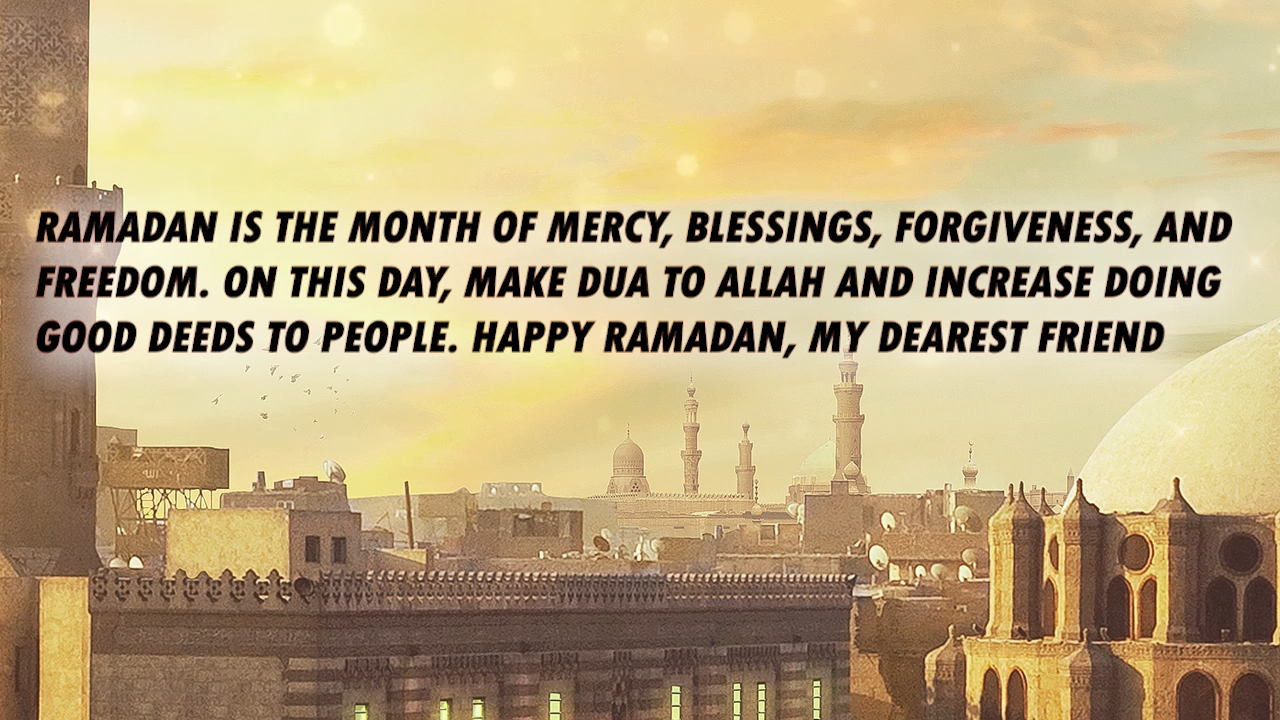 RAMADAN IS THE MONTH OF MERCY, BLESSINGS, FORGIVENESS, AND
FREEDOM. ON THIS DAY, MAKE DUA TO ALLAH AND INCREASE DOING
GOOD DEEDS TO PEOPLE. HAPPY RAMADAN, MY DEAREST FRIEND